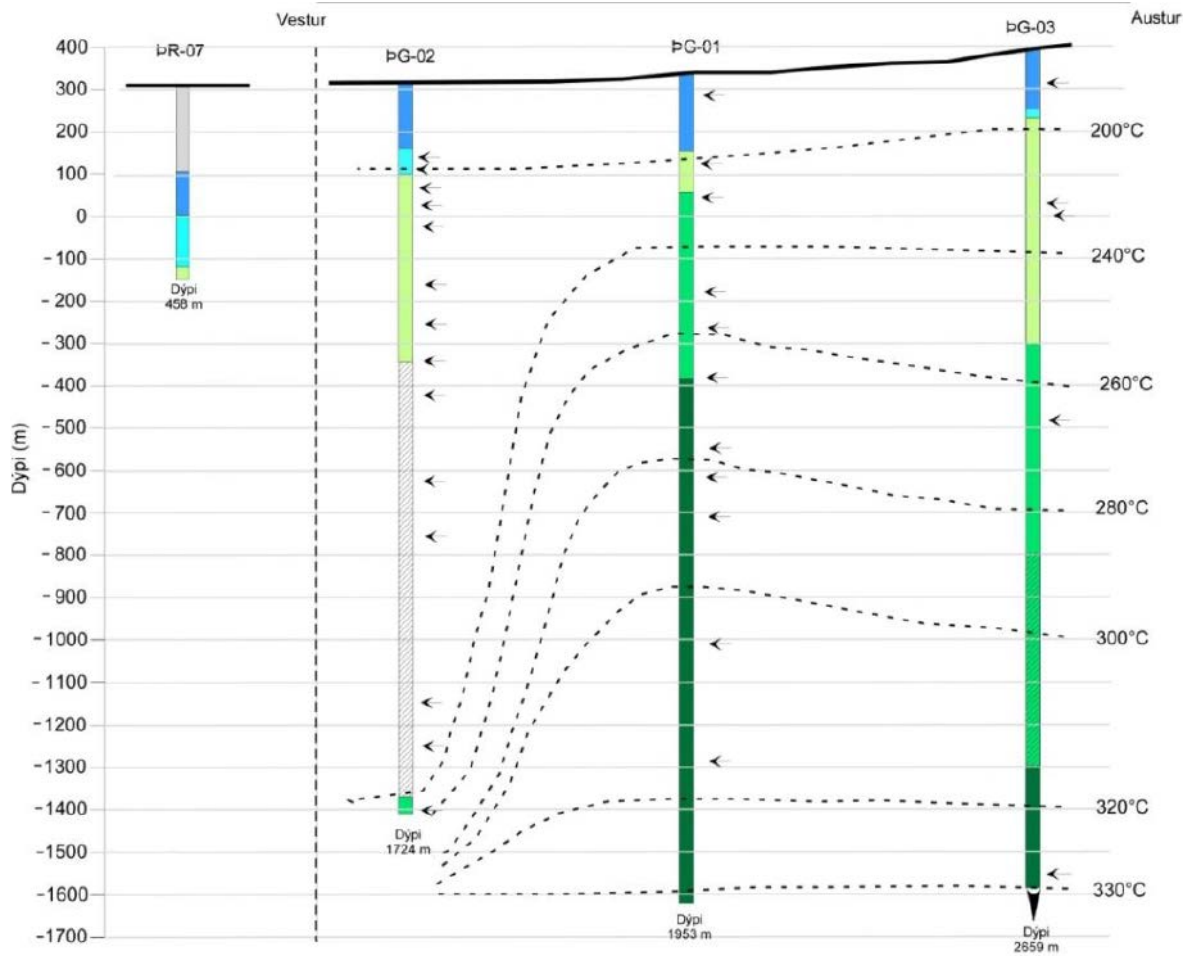 Vestur
Austur
ÞR-07
ÞG-02
ÞG-01
ÞG-03
400
300
200
100
0
-100
-200
-300
-400
-500
-600
-700
-800
-900
-1000
-1100
-1200
-1300
-1400
-1500
-1600
-1700
Dýpi (m)
200°C
240°C
260°C
280°C
300°C
320°C
330°C
Dýpi
458 m
Dýpi
1724 m
Dýpi
1953 m
Dýpi
2659 m